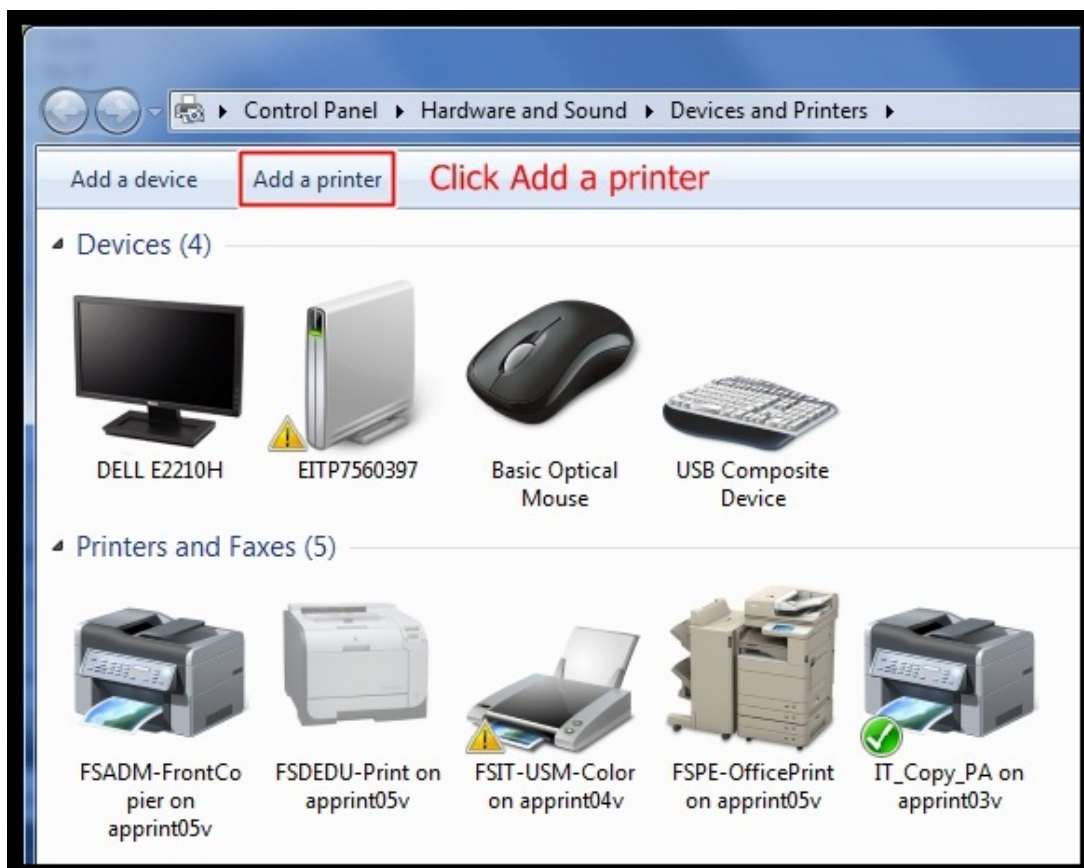 Control Panel Hardware and Sound Devices and Printers
Add a device Add a printer Click Add a printer
Devices (4)
DELL E2210H
EITP7560397
Basic Optical
Mouse
USB Composite
Device
Printers and Faxes (5)
FSADM-FrontCo
pier on
apprint05v
FSDEDU-Print on
apprint05v
FSIT-USM-Color
on apprint04v
FSPE-OfficePrint
on apprint05v
IT_Copy_PA on
apprint03v